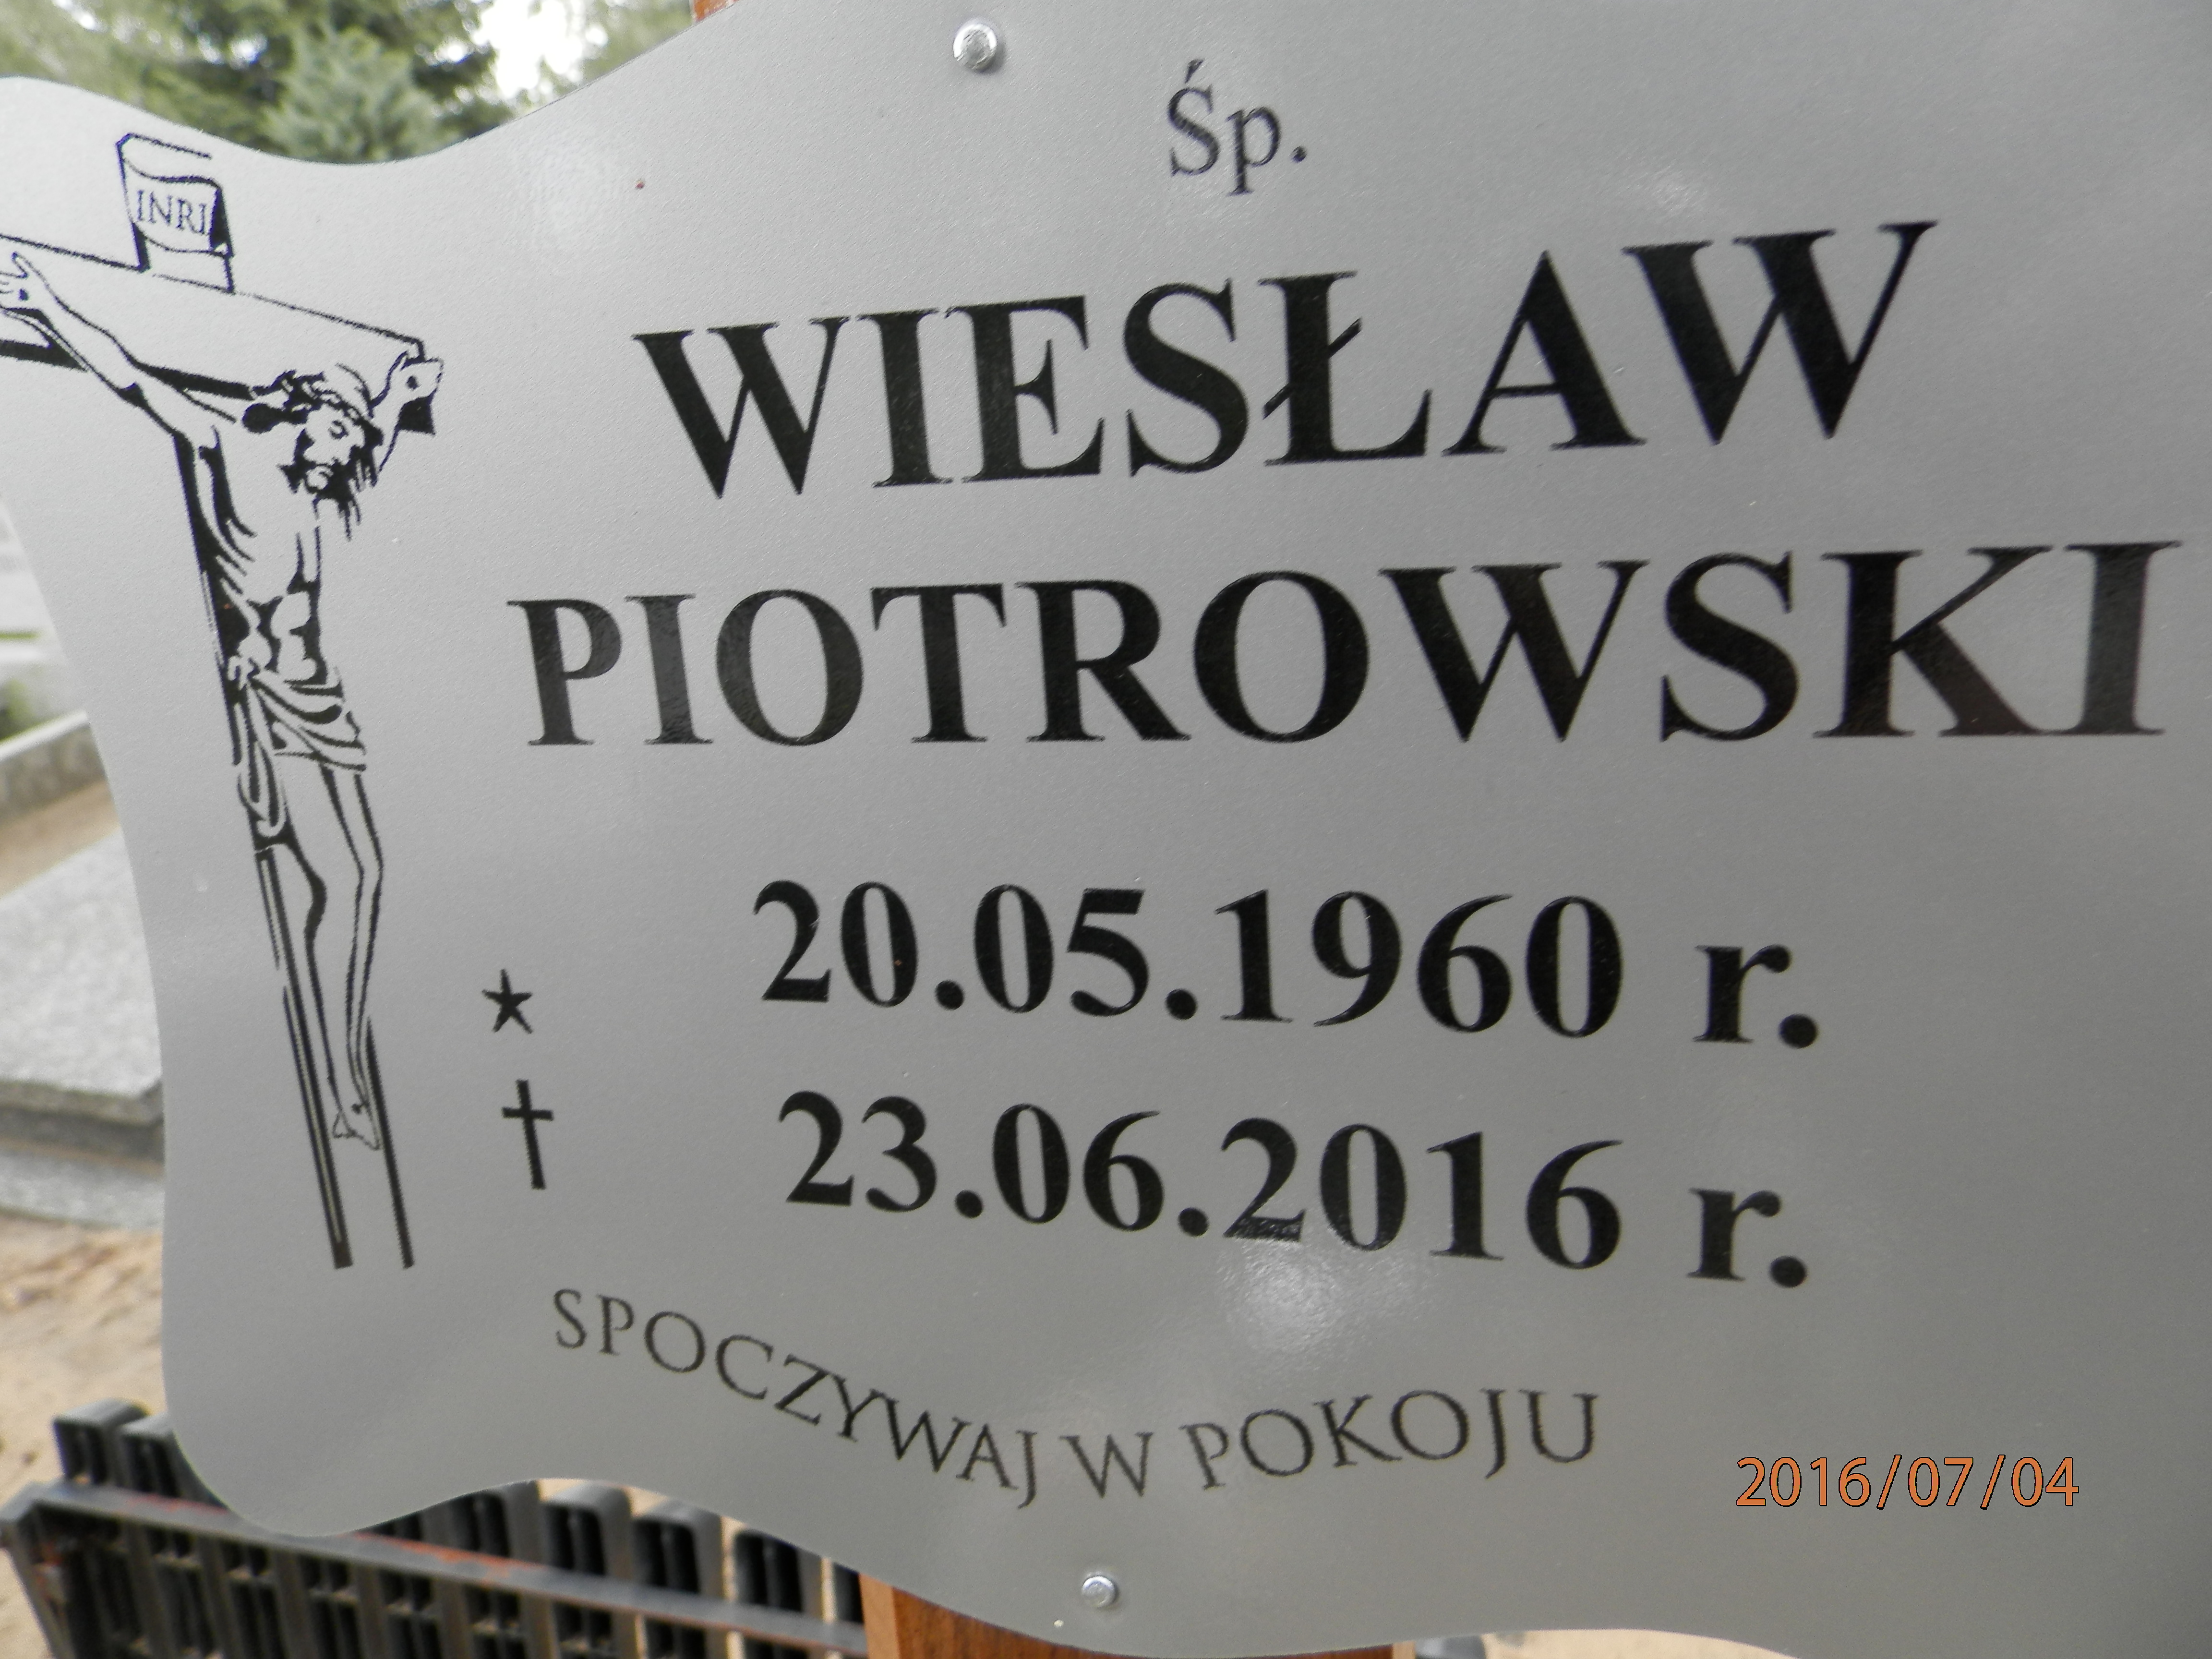 INRI
Śp.
WIESŁAW
PIOTROWSKI
20.05.1960 r.
23.06.2016 r.
SPOCZYWAJ W POKOJU
2016/07/04